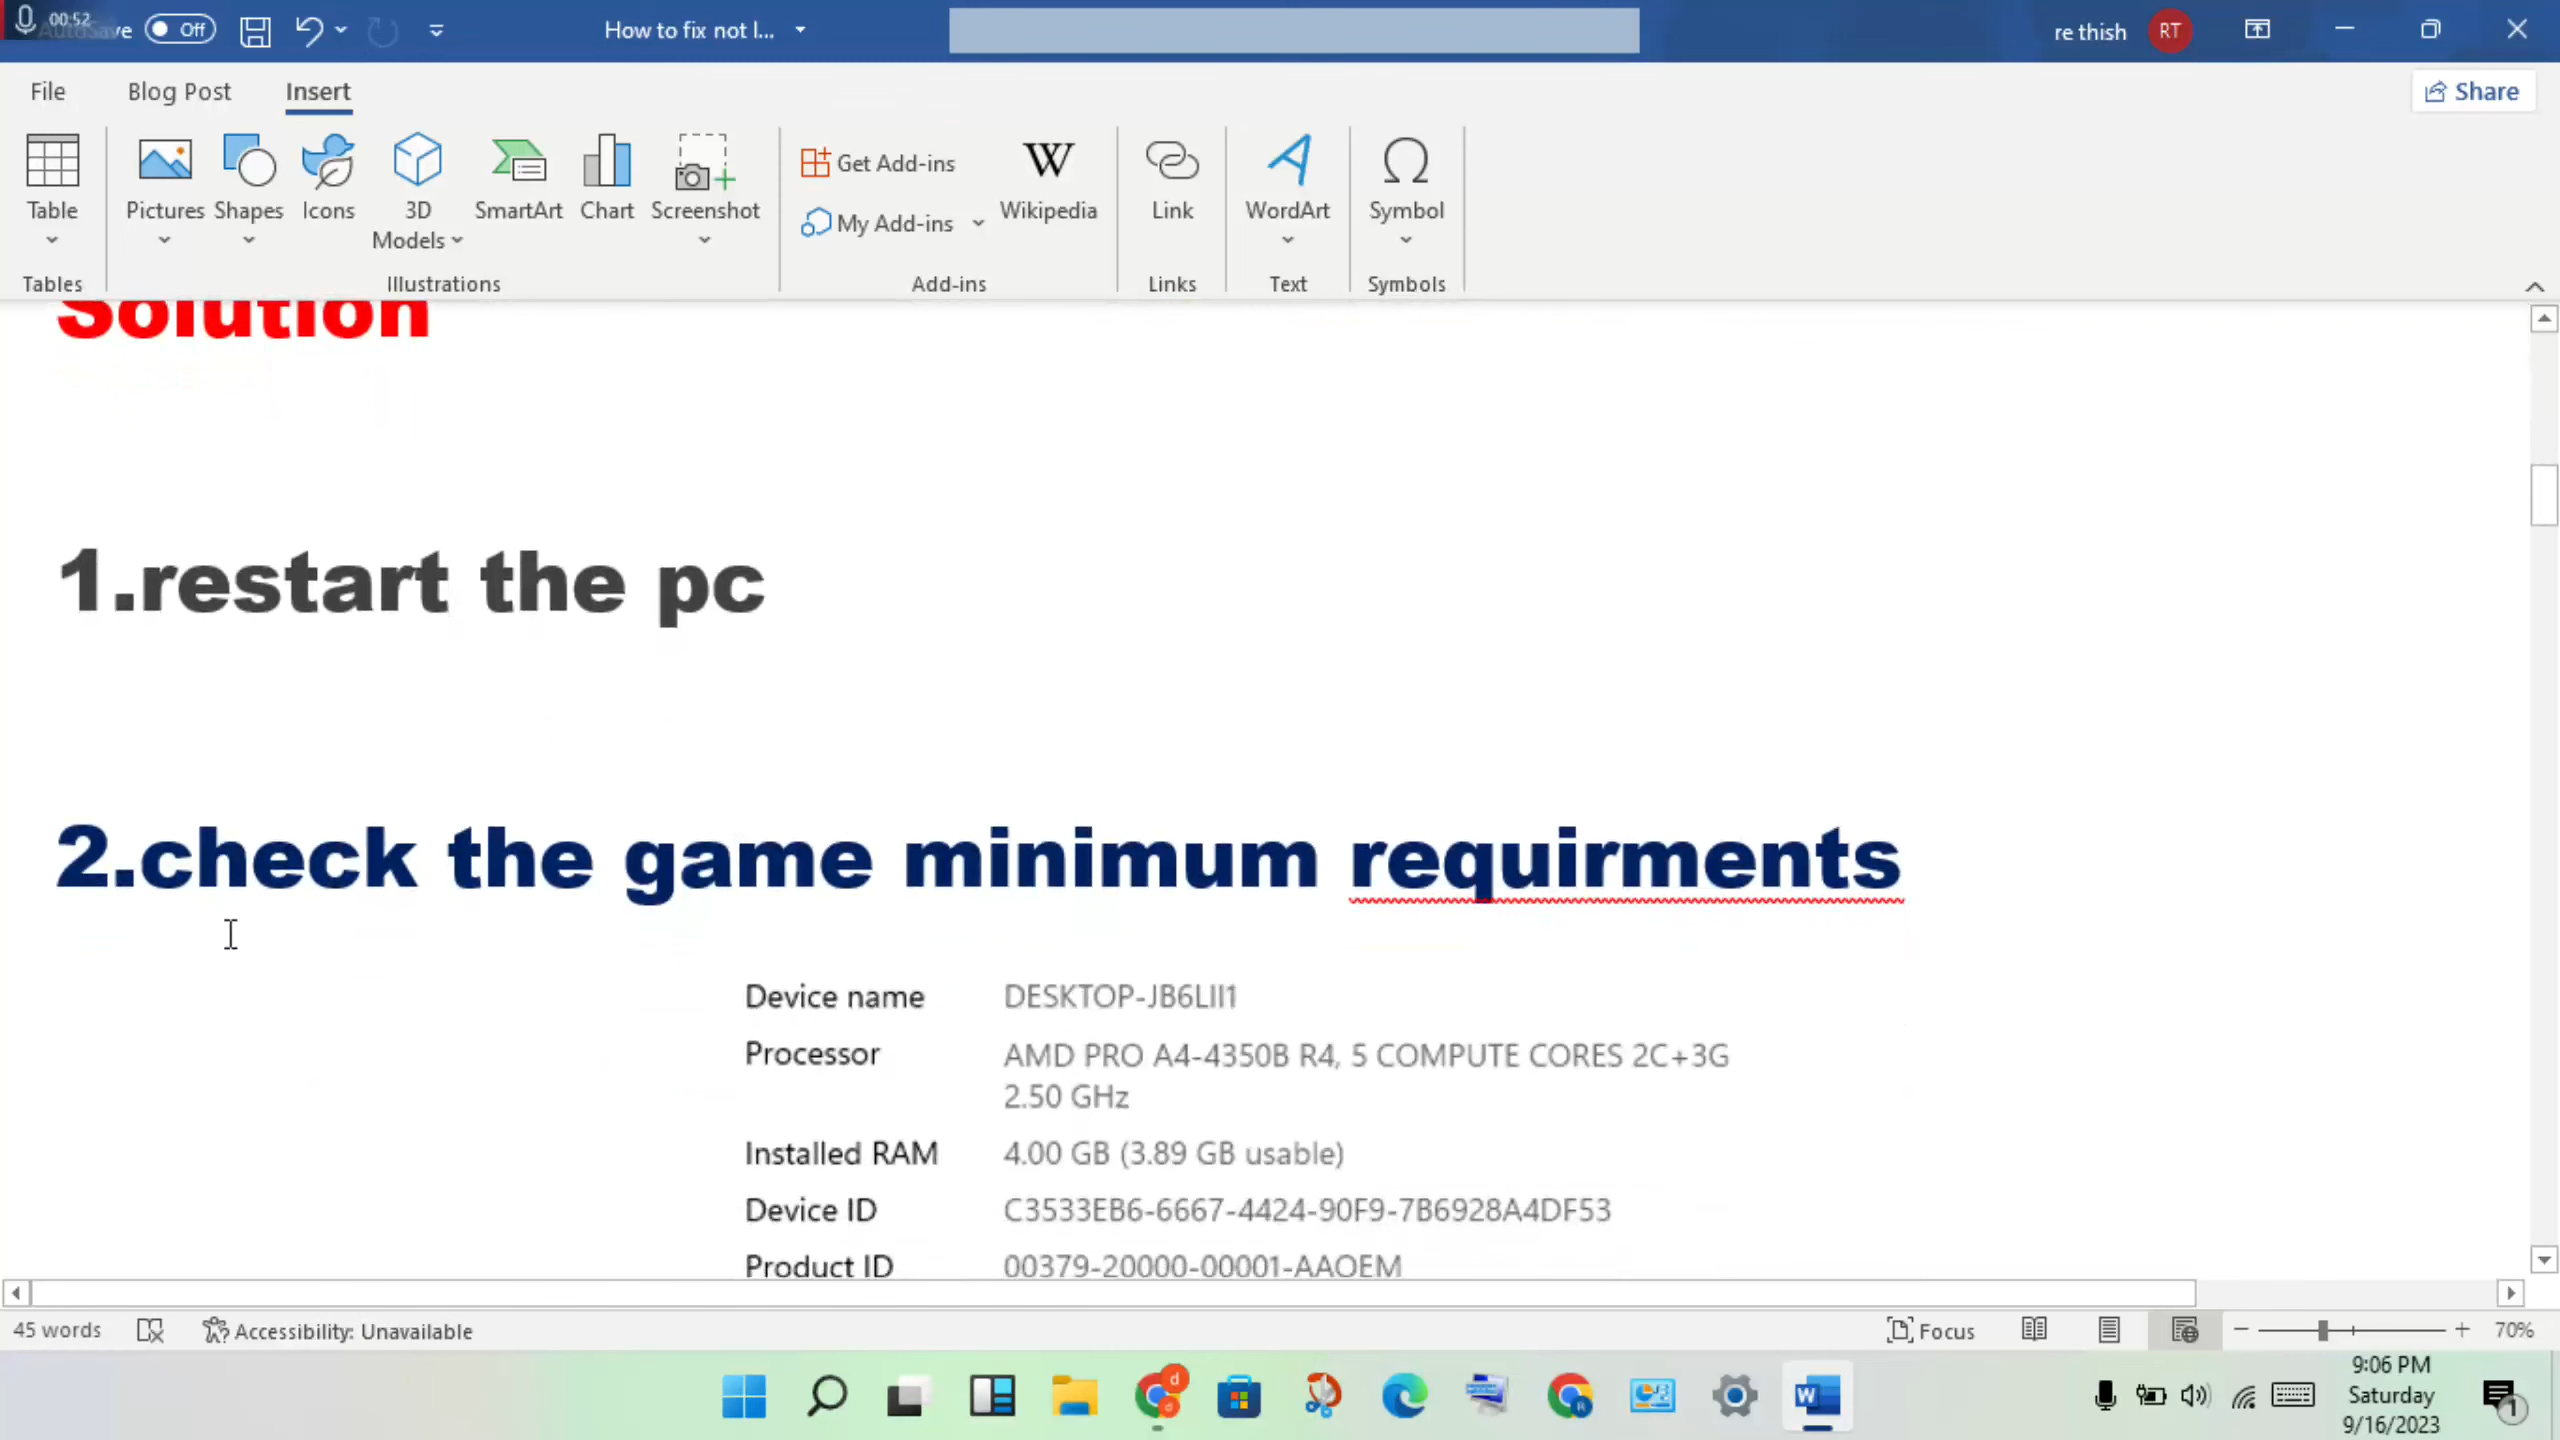 00:52
AutoSave Off How to fix not l... re thish RT
File Blog Post Insert Share
Table Pictures Shapes Icons 3D Models SmartArt Chart Screenshot Get Add-ins My Add-ins Wikipedia Link WordArt Symbol
Tables Illustrations Add-ins Links Text Symbols
Solution
1.restart the pc
2.check the game minimum requirments
Device name DESKTOP-JB6LII1
Processor AMD PRO A4-4350B R4, 5 COMPUTE CORES 2C+3G
2.50 GHz
Installed RAM 4.00 GB (3.89 GB usable)
Device ID C3533EB6-6667-4424-90F9-7B6928A4DF53
Product ID 00379-20000-00001-AAOEM
45 words Accessibility: Unavailable Focus 70%
9:06 PM
Saturday
9/16/2023
1